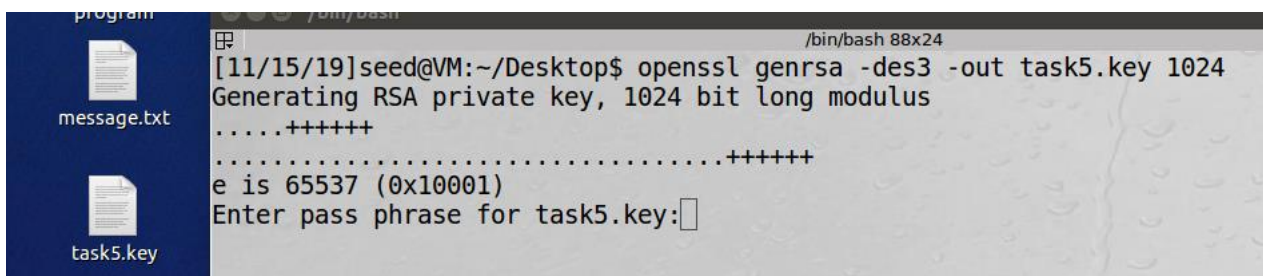 program
/bin/bash
/bin/bash 88x24
[11/15/19]seed@VM:~/Desktop$ openssl genrsa -des3 -out task5.key 1024
Generating RSA private key, 1024 bit long modulus
.....++++++
...................................++++++
e is 65537 (0x10001)
Enter pass phrase for task5.key:
message.txt
task5.key